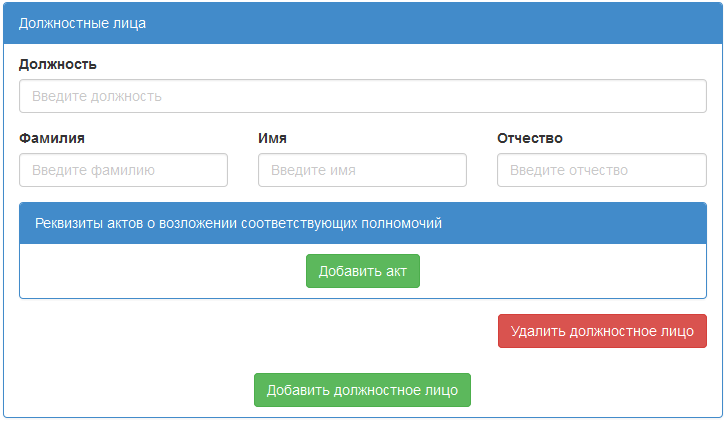 Должностные лица
Должность
Введите должность
Фамилия Имя Отчество
Введите фамилию Введите имя Введите отчество
Реквизиты актов о возложении соответствующих полномочий
Добавить акт
Удалить должностное лицо
Добавить должностное лицо